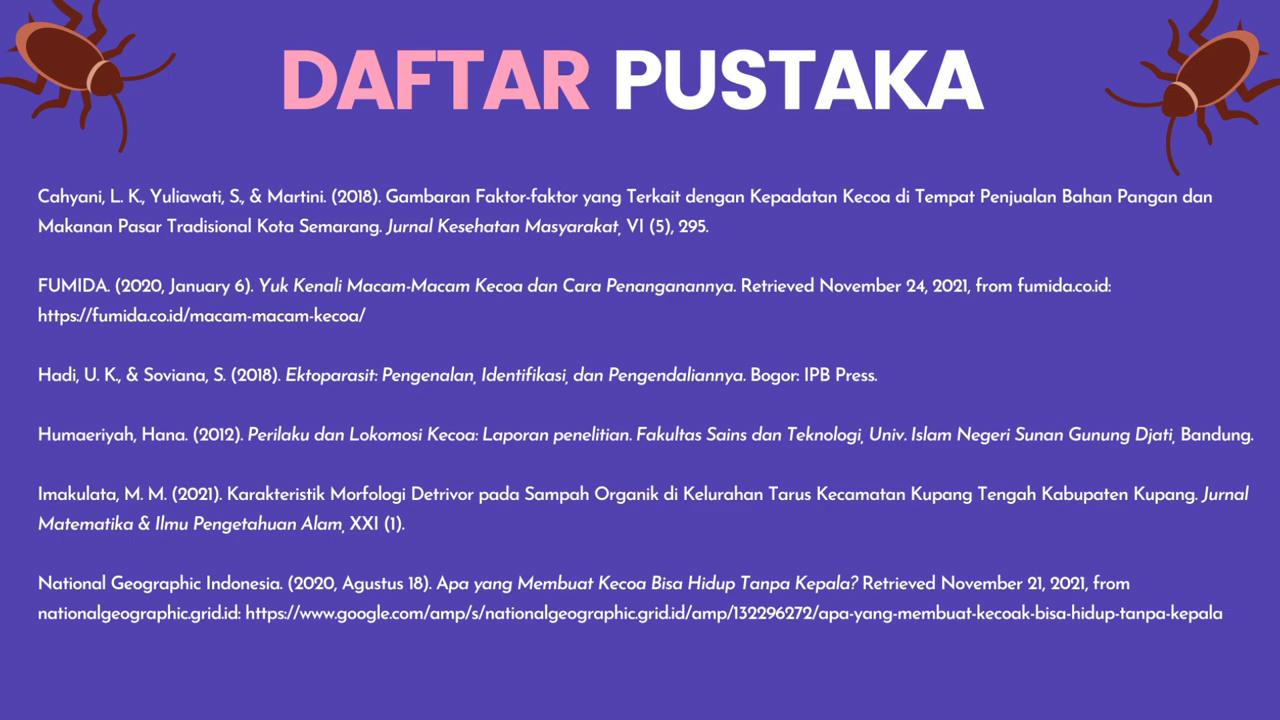 DAFTAR PUSTAKA
Cahyani, L. K., Yuliawati, S., & Martini. (2018). Gambaran Faktor-faktor yang Terkait dengan Kepadatan Kecoa di Tempat Penjualan Bahan Pangan dan
Makanan Pasar Tradisional Kota Semarang. Jurnal Kesehatan Masyarakat, VI (5), 295.
FUMIDA. (2020, January 6). Yuk Kenali Macam-Macam Kecoa dan Cara Penanganannya. Retrieved November 24, 2021, from fumida.co.id:
https://fumida.co.id/macam-macam-kecoa/
Hadi, U. K., & Soviana, S. (2018). Ektoparasit: Pengenalan, Identifikasi, dan Pengendaliannya. Bogor: IPB Press.
Humaeriyah, Hana. (2012). Perilaku dan Lokomosi Kecoa: Laporan penelitian. Fakultas Sains dan Teknologi, Univ. Islam Negeri Sunan Gunung Djati, Bandung.
Imakulata, M. M. (2021). Karakteristik Morfologi Detrivor pada Sampah Organik di Kelurahan Tarus Kecamatan Kupang Tengah Kabupaten Kupang. Jurnal
Matematika & Ilmu Pengetahuan Alam, XXI (1).
National Geographic Indonesia. (2020, Agustus 18). Apa yang Membuat Kecoa Bisa Hidup Tanpa Kepala? Retrieved November 21, 2021, from
nationalgeographic.grid.id: https://www.google.com/amp/s/nationalgeographic.grid.id/amp/132296272/apa-yang-membuat-kecoak-bisa-hidup-tanpa-kepala